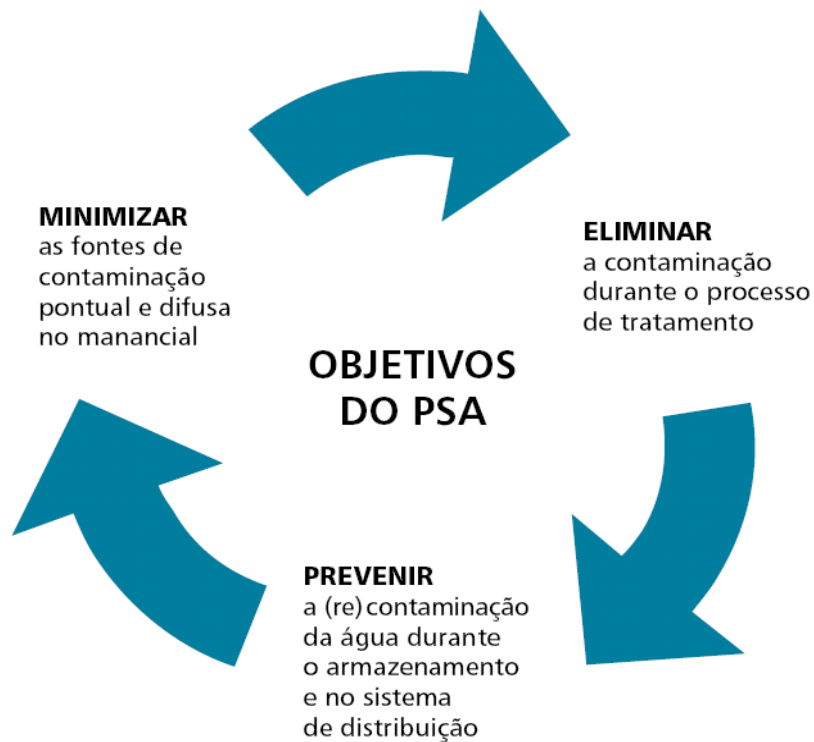 MINIMIZAR
as fontes de
contaminação
pontual e difusa
no manancial
ELIMINAR
a contaminação
durante o processo
de tratamento
OBJETIVOS
DO PSA
PREVENIR
a (re)contaminação
da água durante
o armazenamento
e no sistema
de distribuição